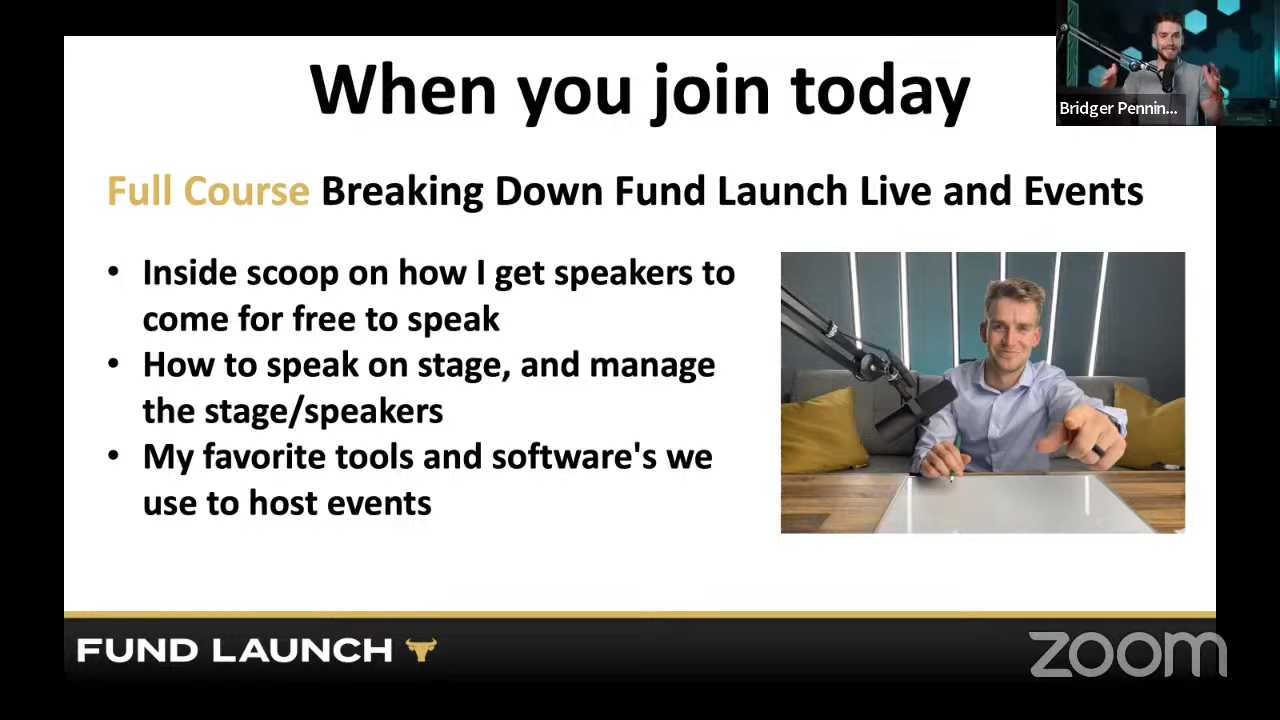 When you join today
Bridger Pennin...
Full Course Breaking Down Fund Launch Live and Events
• Inside scoop on how I get speakers to
come for free to speak
• How to speak on stage, and manage
the stage/speakers
• My favorite tools and software's we
use to host events
FUND LAUNCH
zoom